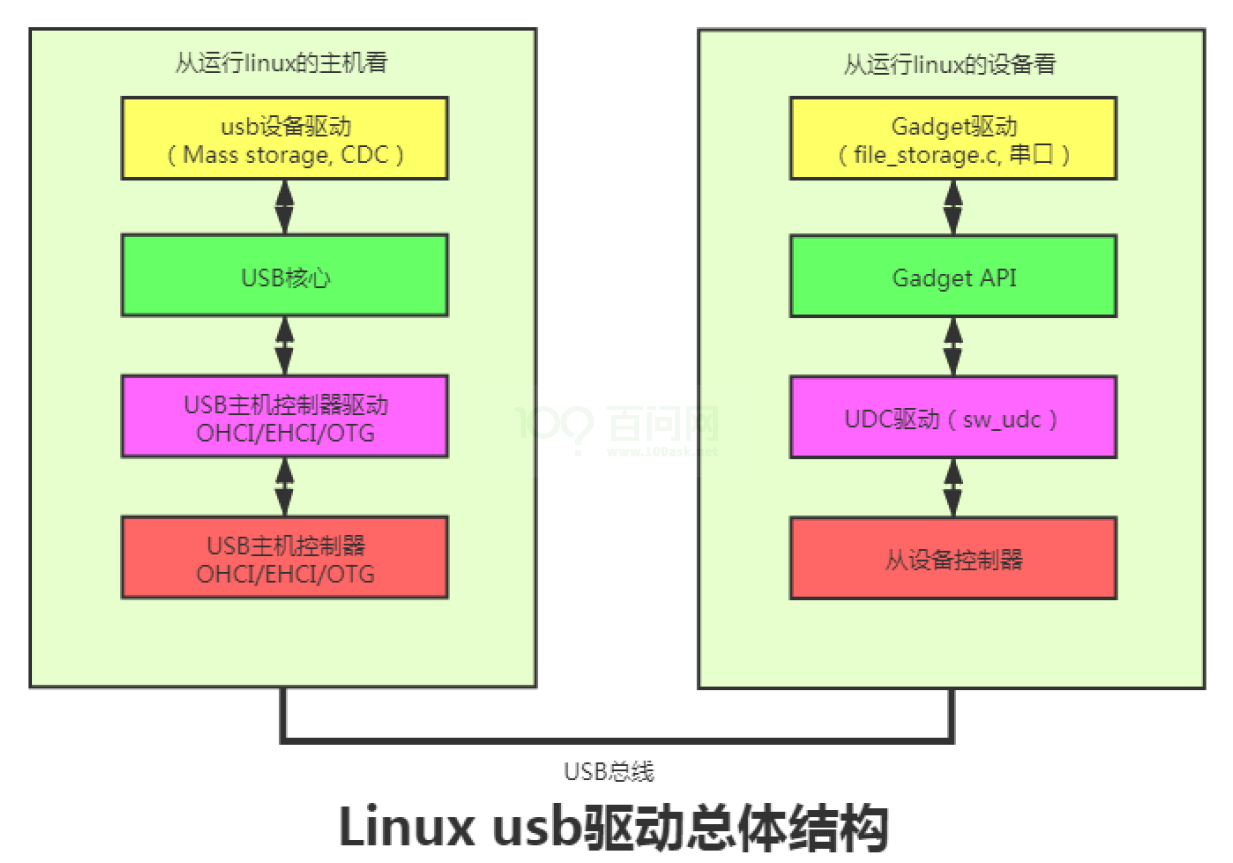 从运行linux的主机看
usb设备驱动
（Mass storage, CDC）
USB核心
USB主机控制器驱动
OHCI/EHCI/OTG
USB主机控制器
OHCI/EHCI/OTG
从运行linux的设备看
Gadget驱动
（file_storage.c, 串口）
Gadget API
UDC驱动（sw_udc）
从设备控制器
百问网
www.100ask.net
USB总线
Linux usb驱动总体结构